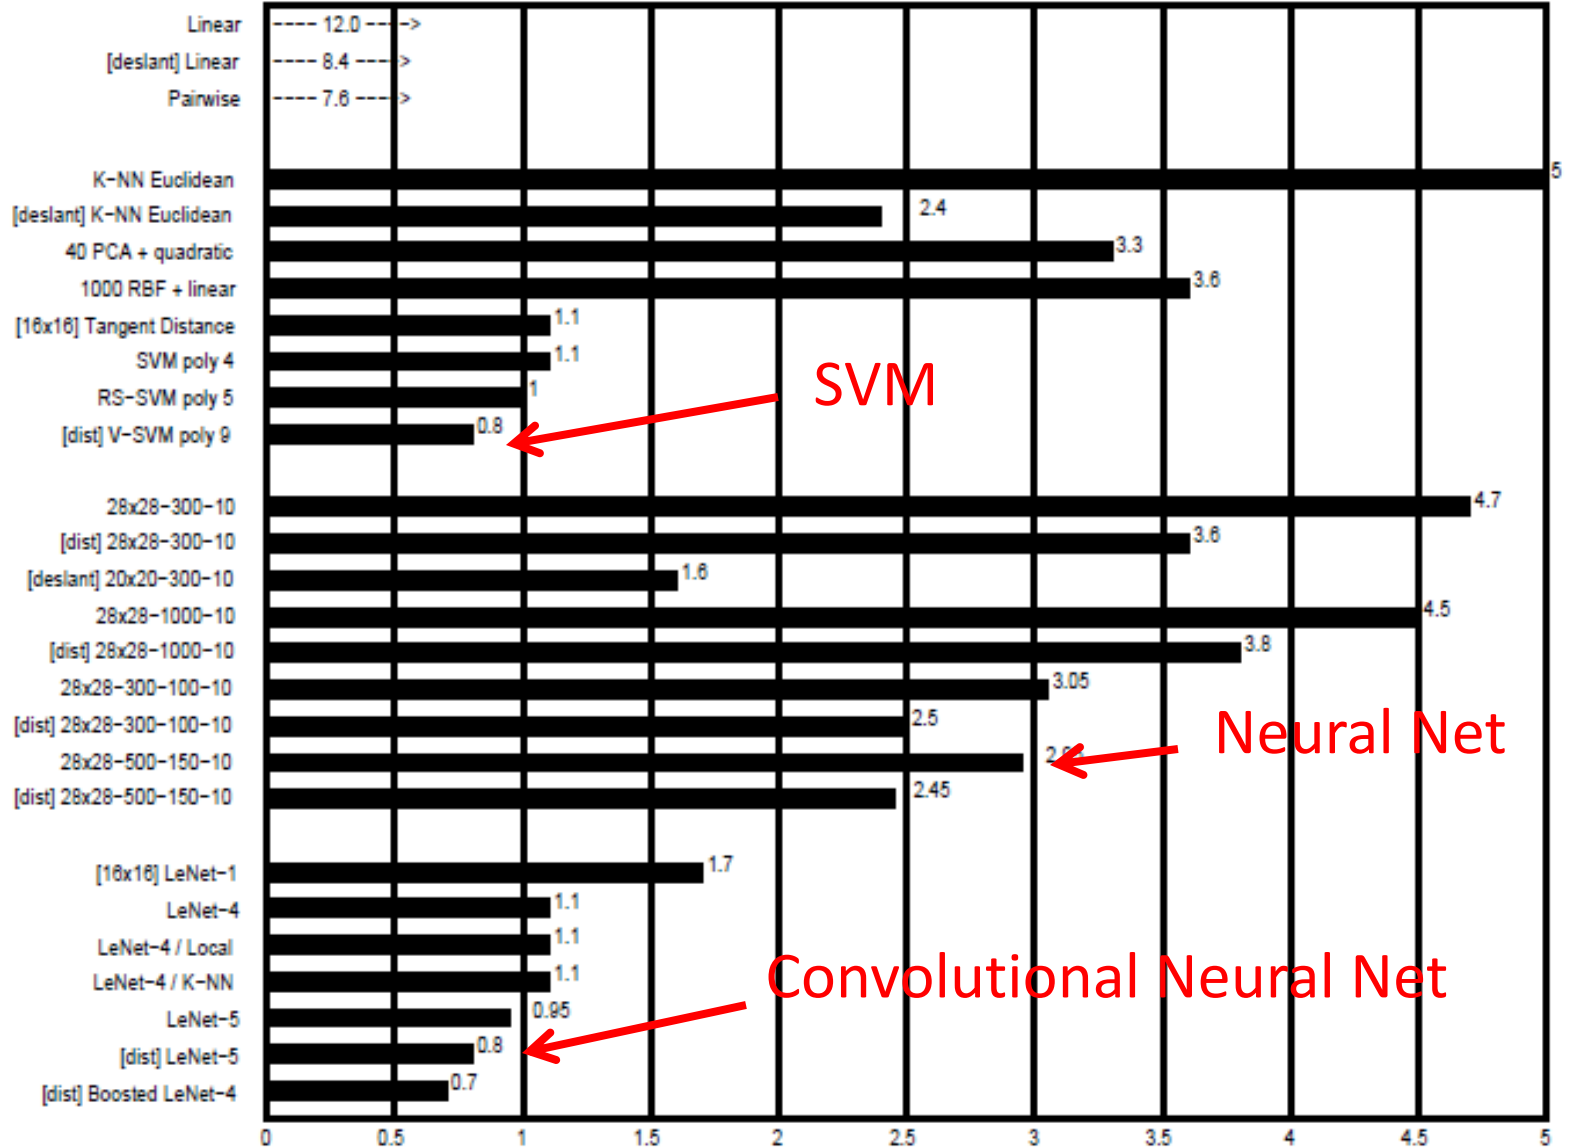 Linear ---- 12.0 ---->
[deslant] Linear ---- 8.4 ---->
Pairwise ---- 7.6 ---->
K-NN Euclidean 5
[deslant] K-NN Euclidean 2.4
40 PCA + quadratic 3.3
1000 RBF + linear 3.6
[16x16] Tangent Distance 1.1
SVM poly 4 1.1
SVM
RS-SVM poly 5 1
[dist] V-SVM poly 9 0.8
28x28-300-10 4.7
[dist] 28x28-300-10 3.6
[deslant] 20x20-300-10 1.6
28x28-1000-10 4.5
[dist] 28x28-1000-10 3.8
28x28-300-100-10 3.05
[dist] 28x28-300-100-10 2.5
Neural Net
28x28-500-150-10
[dist] 28x28-500-150-10 2.45
[16x16] LeNet-1 1.7
LeNet-4 1.1
LeNet-4 / Local 1.1
LeNet-4 / K-NN 1.1
Convolutional Neural Net
LeNet-5 0.95
[dist] LeNet-5 0.8
[dist] Boosted LeNet-4 0.7
0 0.5 1 1.5 2 2.5 3 3.5 4 4.5 5